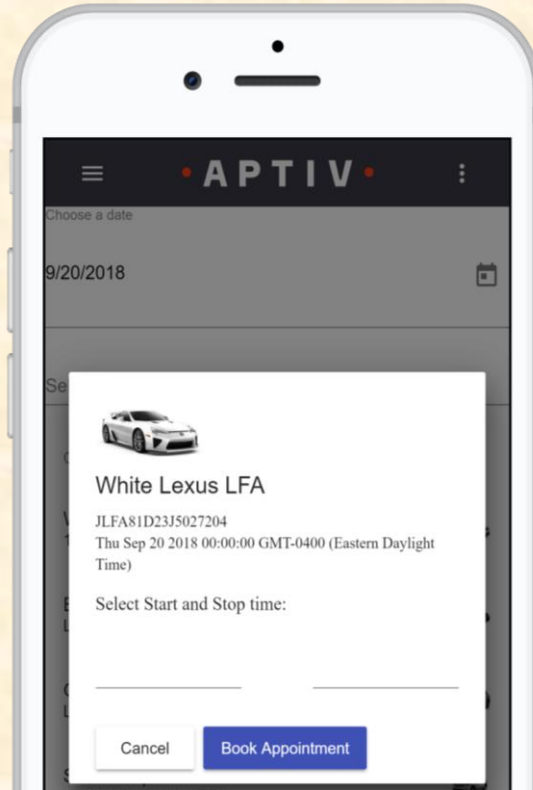 •APTIV•
Choose a date
9/20/2018
Se
White Lexus LFA
JLFA81D23J5027204
Thu Sep 20 2018 00:00:00 GMT-0400 (Eastern Daylight
Time)
Select Start and Stop time:
Cancel
Book Appointment